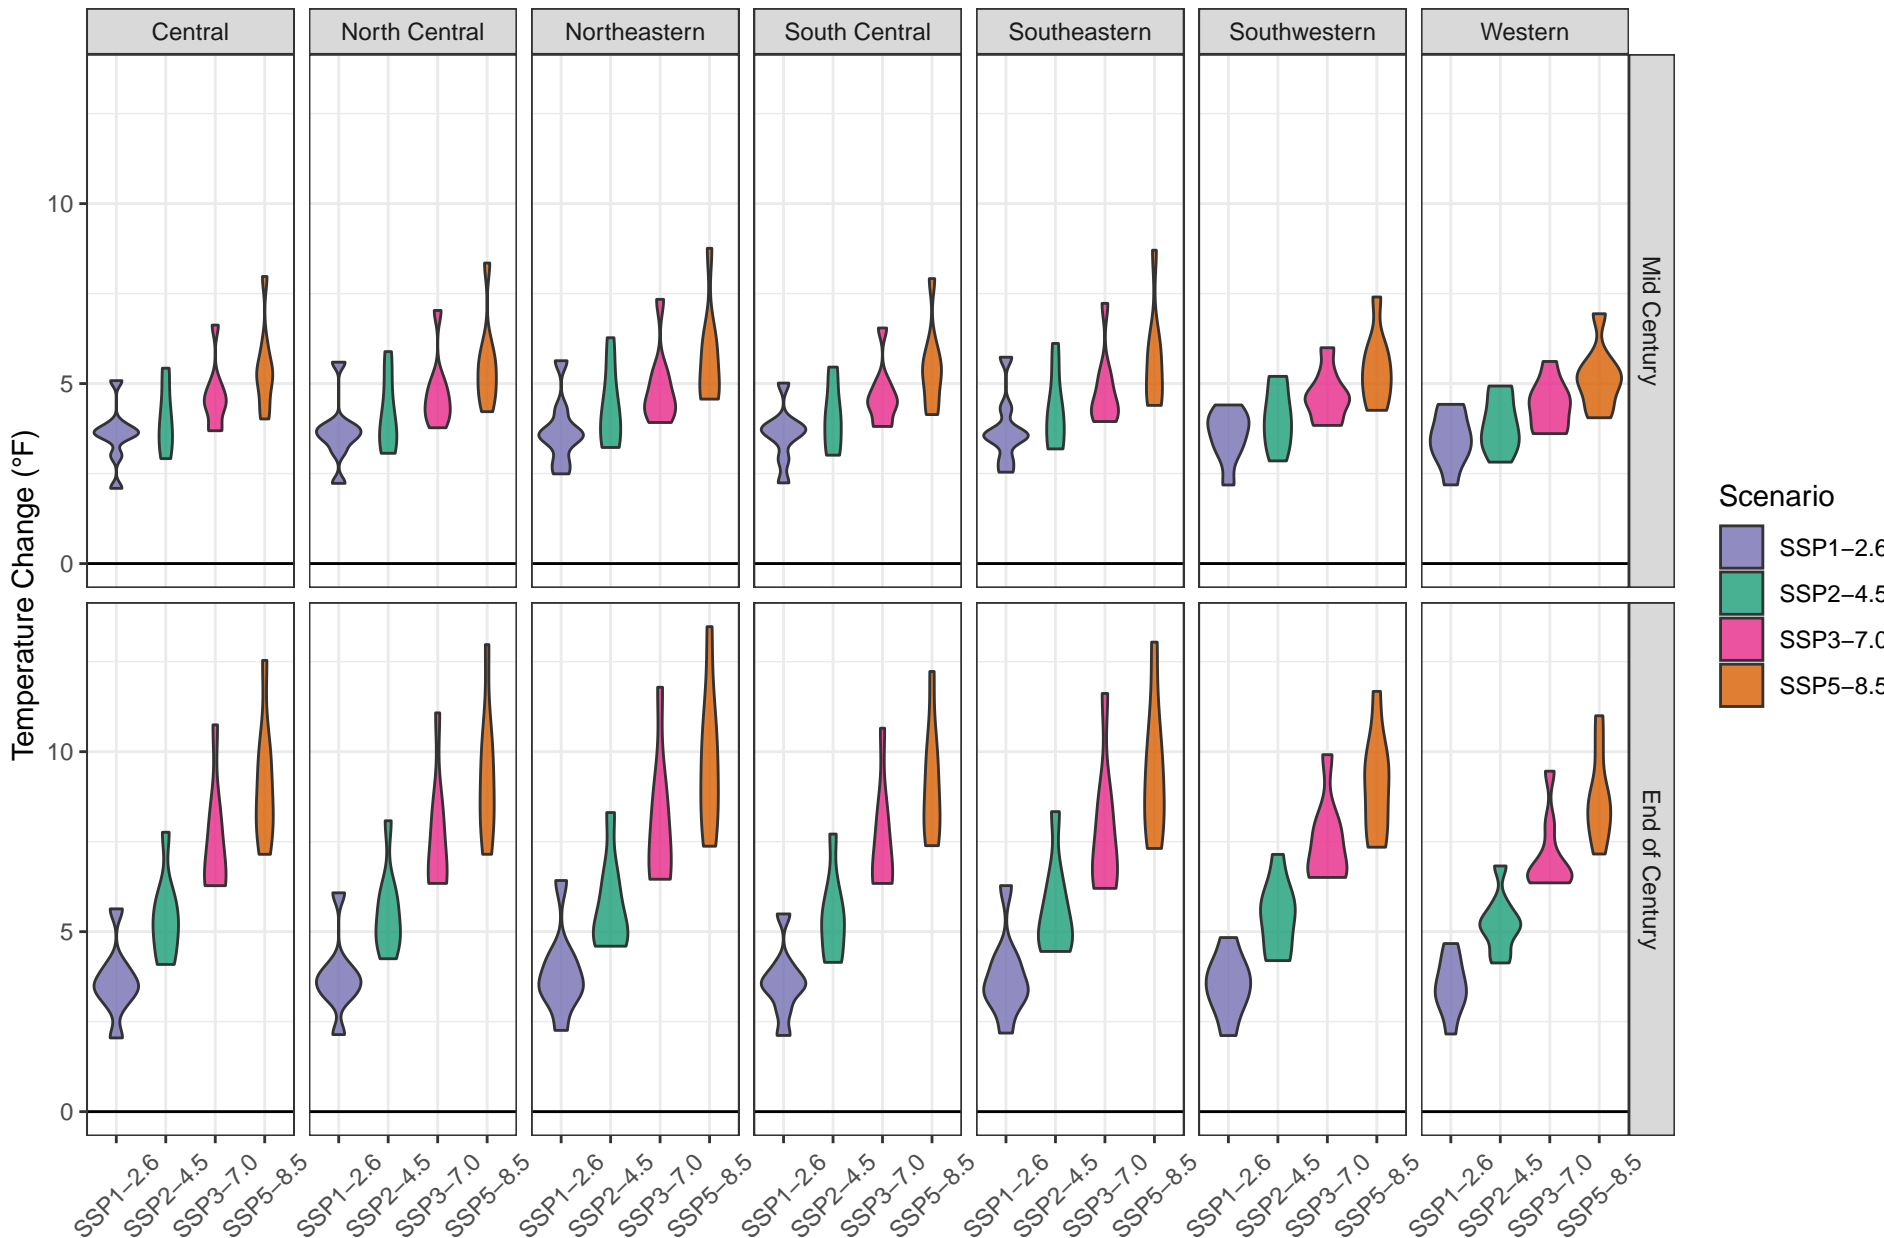 Central North Central Northeastern South Central Southeastern Southwestern Western
Temperature Change (°F)
10
5
0
Mid Century
10
5
0
End of Century
SSP1−2.6 SSP2−4.5 SSP3−7.0 SSP5−8.5 SSP1−2.6 SSP2−4.5 SSP3−7.0 SSP5−8.5 SSP1−2.6 SSP2−4.5 SSP3−7.0 SSP5−8.5 SSP1−2.6 SSP2−4.5 SSP3−7.0 SSP5−8.5 SSP1−2.6 SSP2−4.5 SSP3−7.0 SSP5−8.5 SSP1−2.6 SSP2−4.5 SSP3−7.0 SSP5−8.5 SSP1−2.6 SSP2−4.5 SSP3−7.0 SSP5−8.5
Scenario
SSP1−2.6
SSP2−4.5
SSP3−7.0
SSP5−8.5